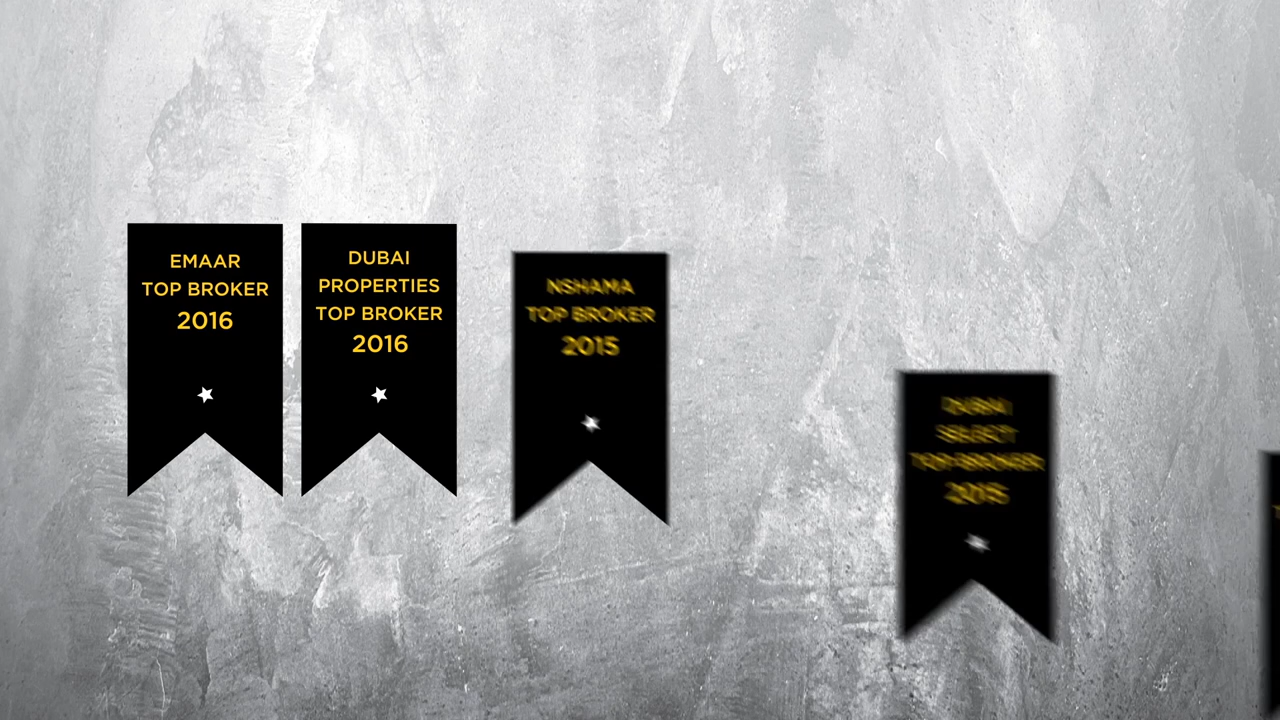 EMAAR
TOP BROKER
2016
DUBAI
PROPERTIES
TOP BROKER
2016
NSHAMA
TOP BROKER
2015
DUBAI
SELECT
TOP BROKER
2015